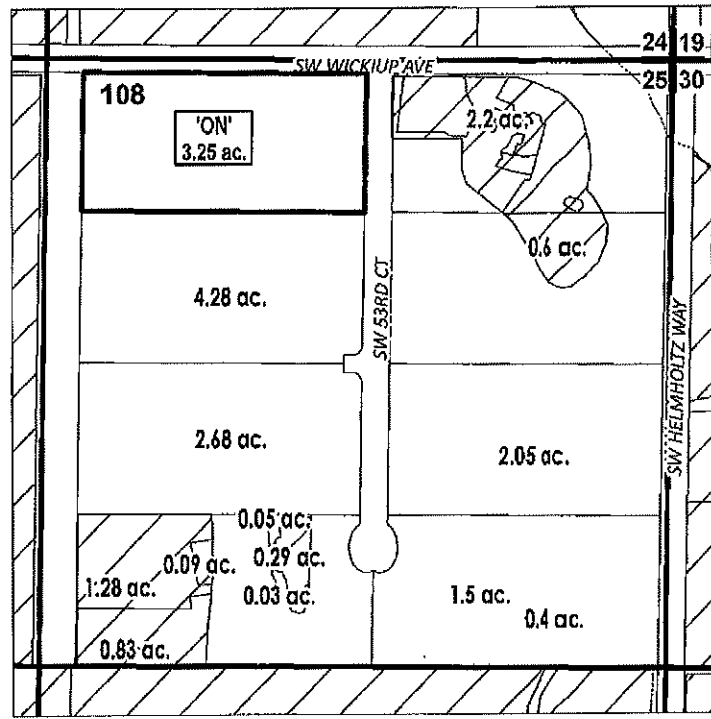 24 19
SW WICKIUP AVE
25 30
108
'ON'
3.25 ac.
2.2 ac.
0.6 ac.
4.28 ac.
SW 53RD CT
SW HELMHOLTZ WAY
2.68 ac.
2.05 ac.
0.05 ac.
0.09 ac.
0.29 ac.
1.28 ac.
0.03 ac.
1.5 ac.
0.4 ac.
0.83 ac.